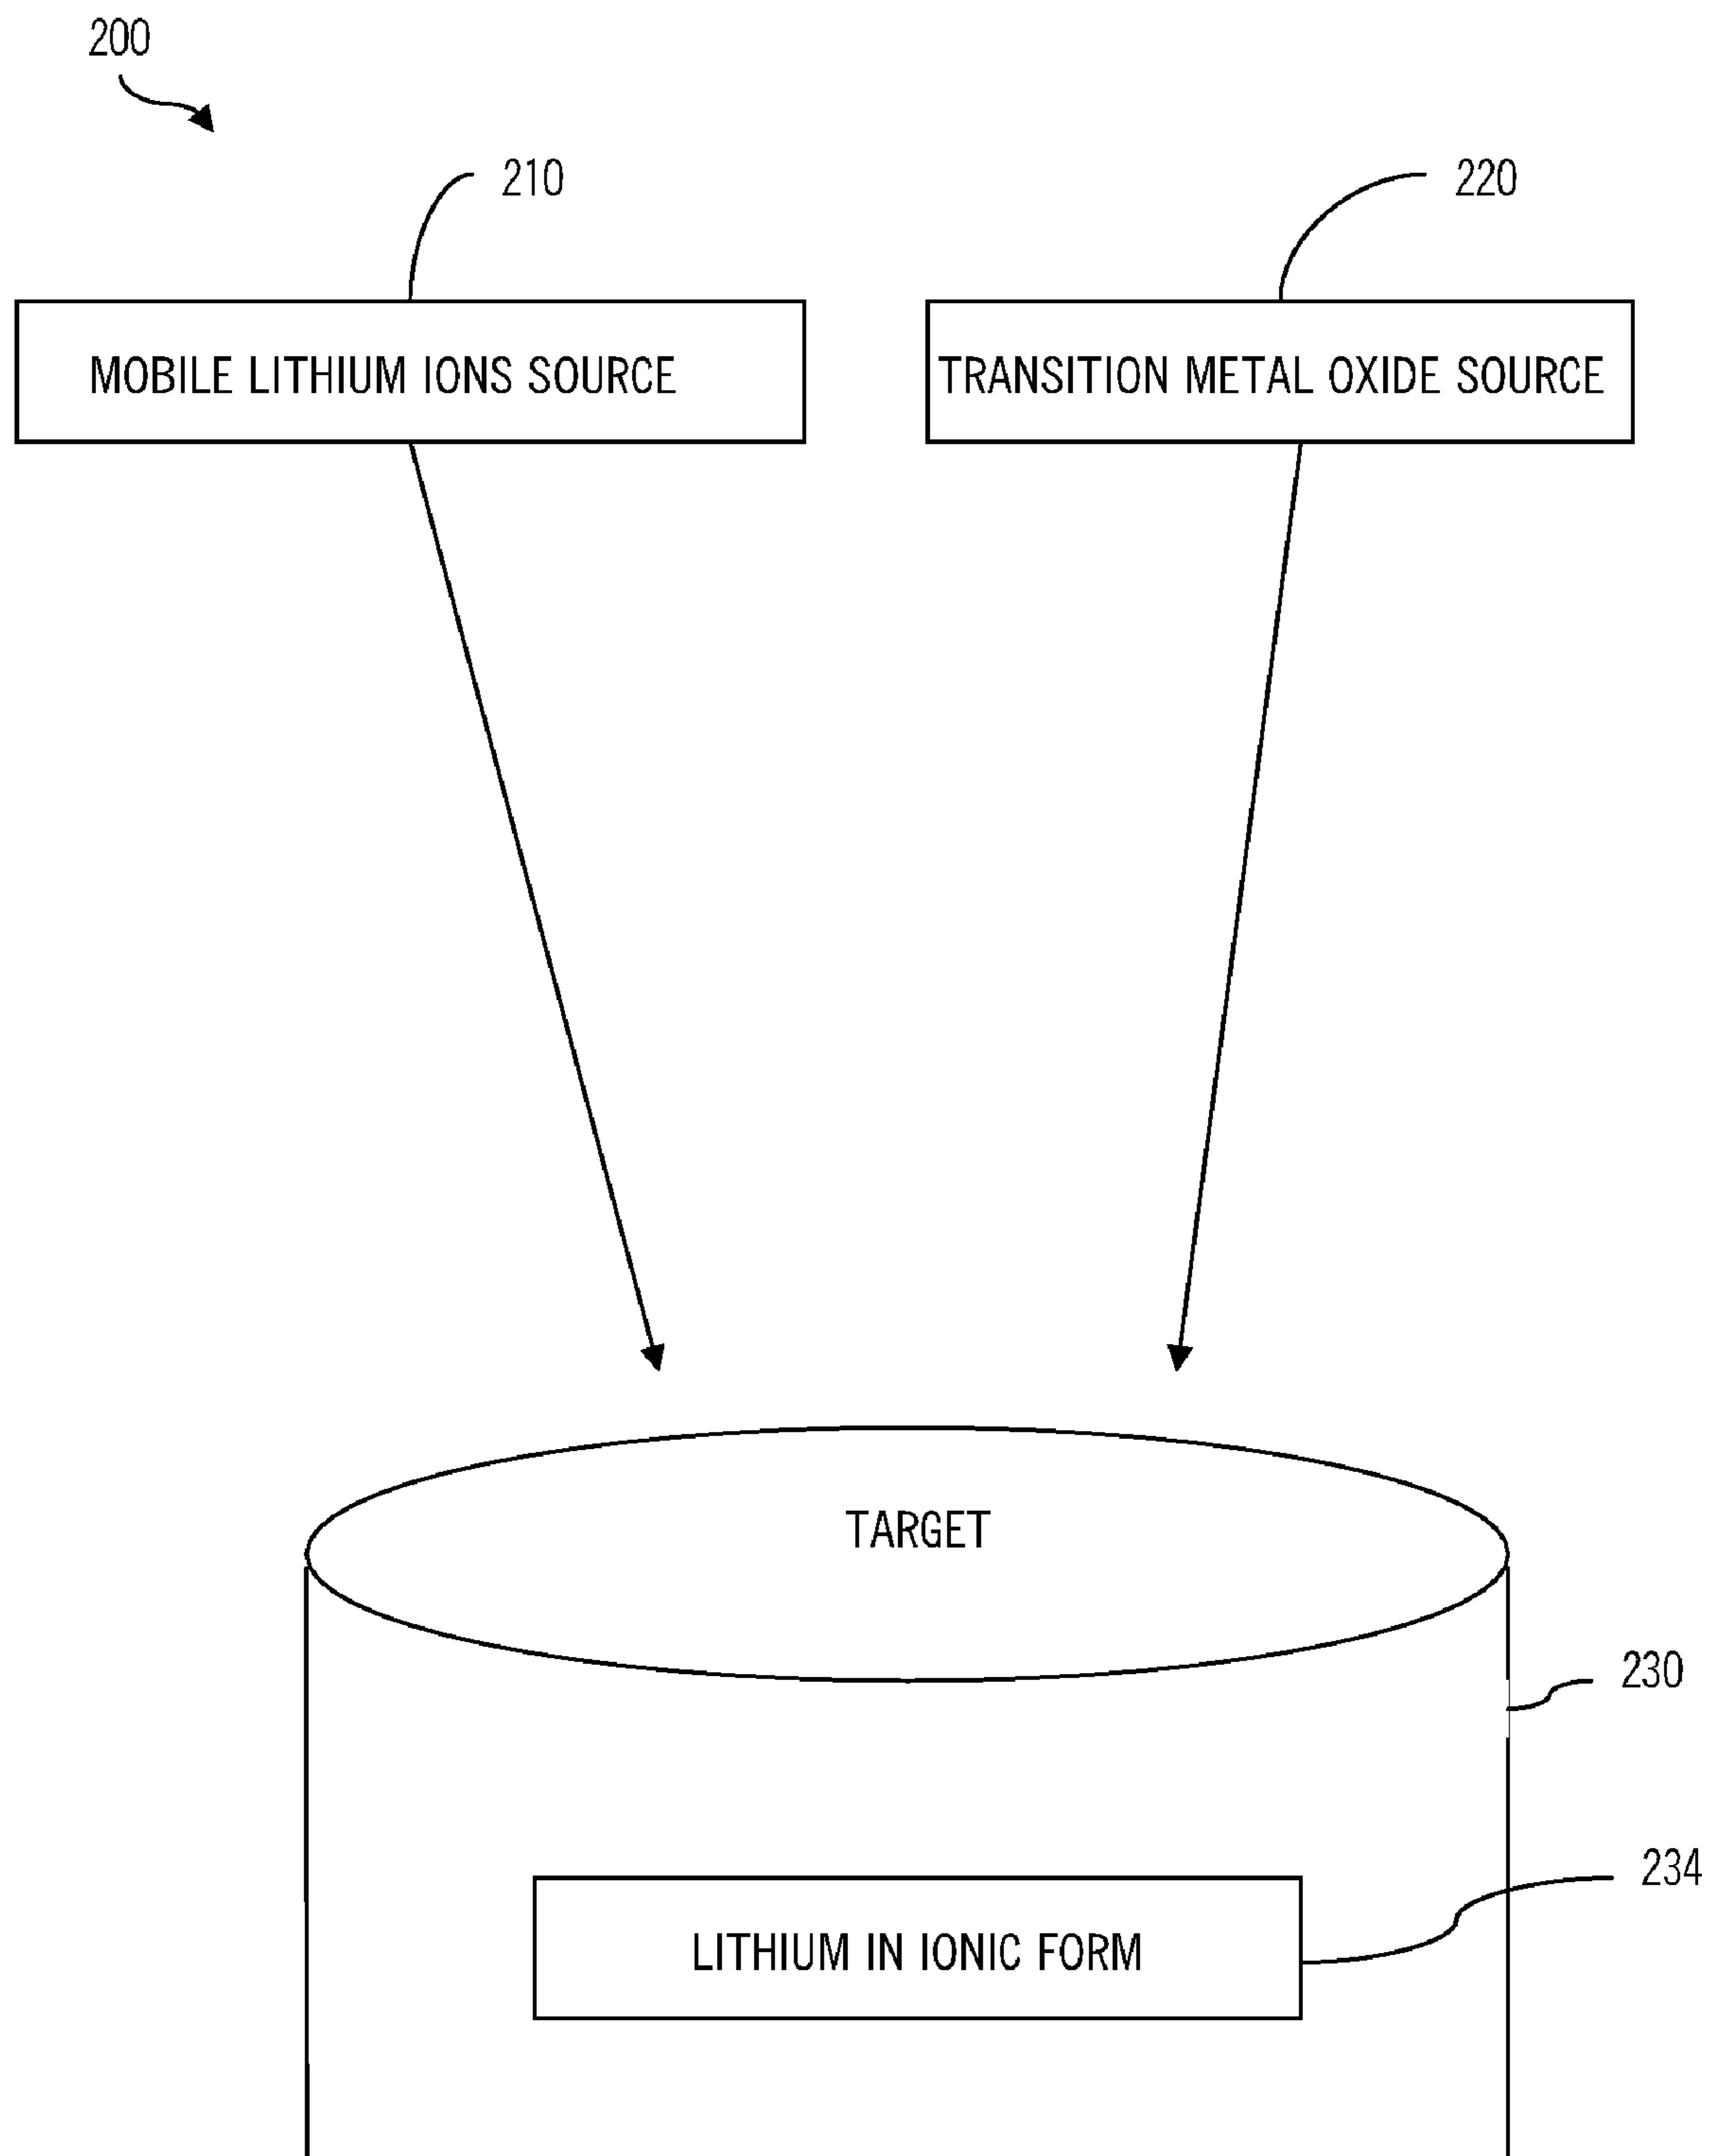 200
210
220
MOBILE LITHIUM IONS SOURCE
TRANSITION METAL OXIDE SOURCE
TARGET
230
234
LITHIUM IN IONIC FORM